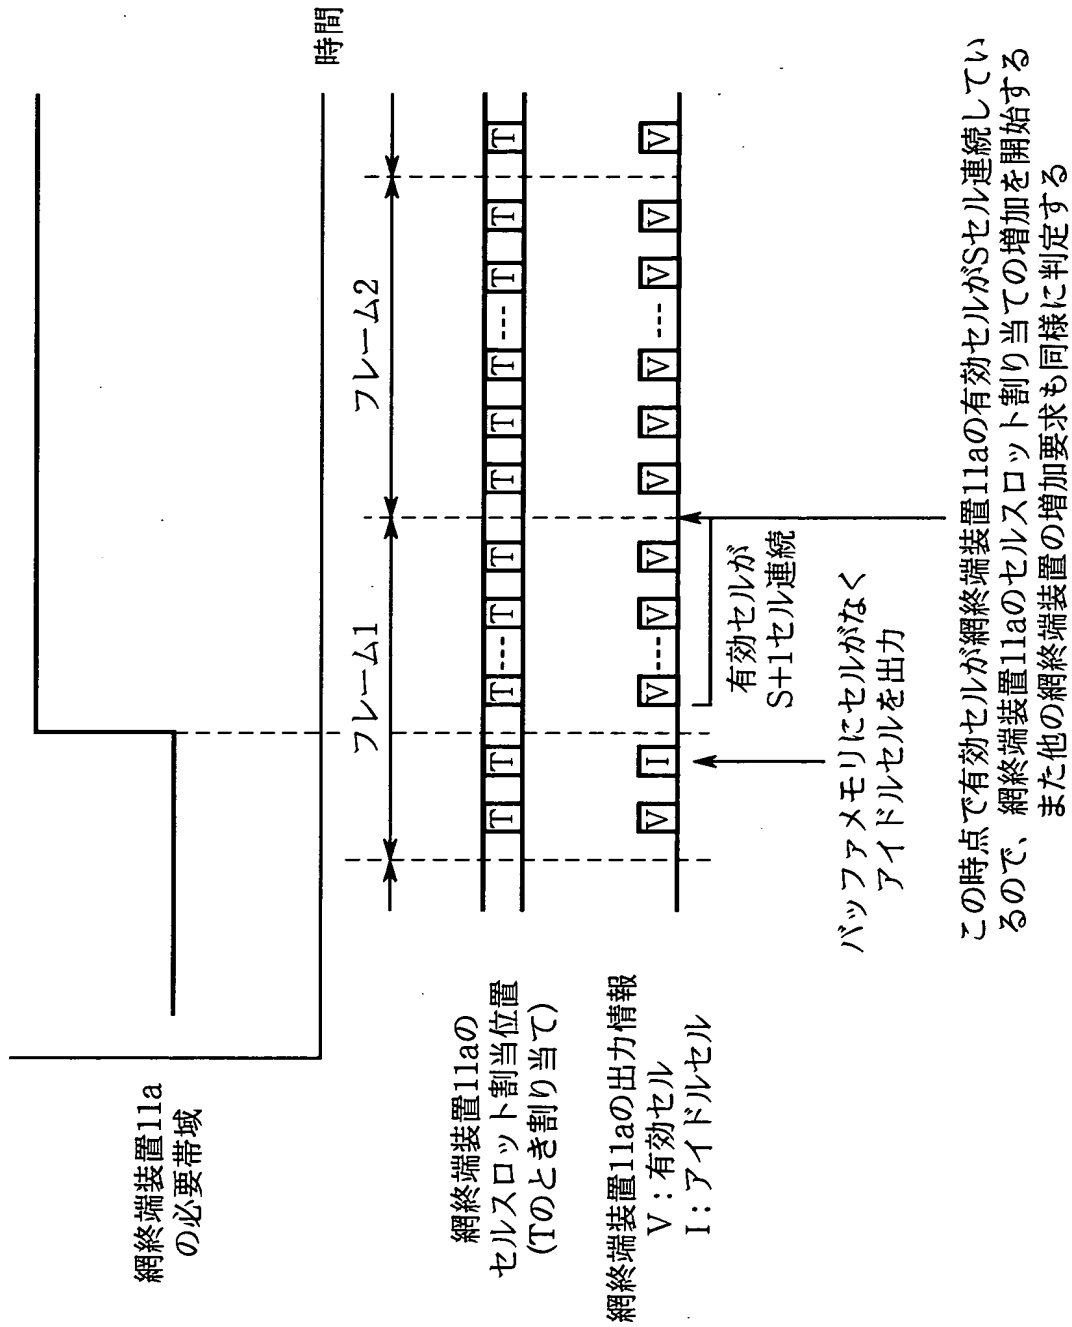 網終端装置11a
の必要帯域
時間
フレーム1
フレーム2
網終端装置11aの
セルスロット割当位置
(Tのとき割り当て)
T T T ---- T T T T T ---- T T T
網終端装置11aの出力情報
V：有効セル
I：アイドルセル
V I V ---- V V V V V ---- V V V
有効セルが
S+1セル連続
バッファメモリにセルがなく
アイドルセルを出力
この時点で有効セルが網終端装置11aの有効セルがSセル連続してい
るので、網終端装置11aのセルスロット割り当ての増加を開始する
また他の網終端装置の増加要求も同様に判定する